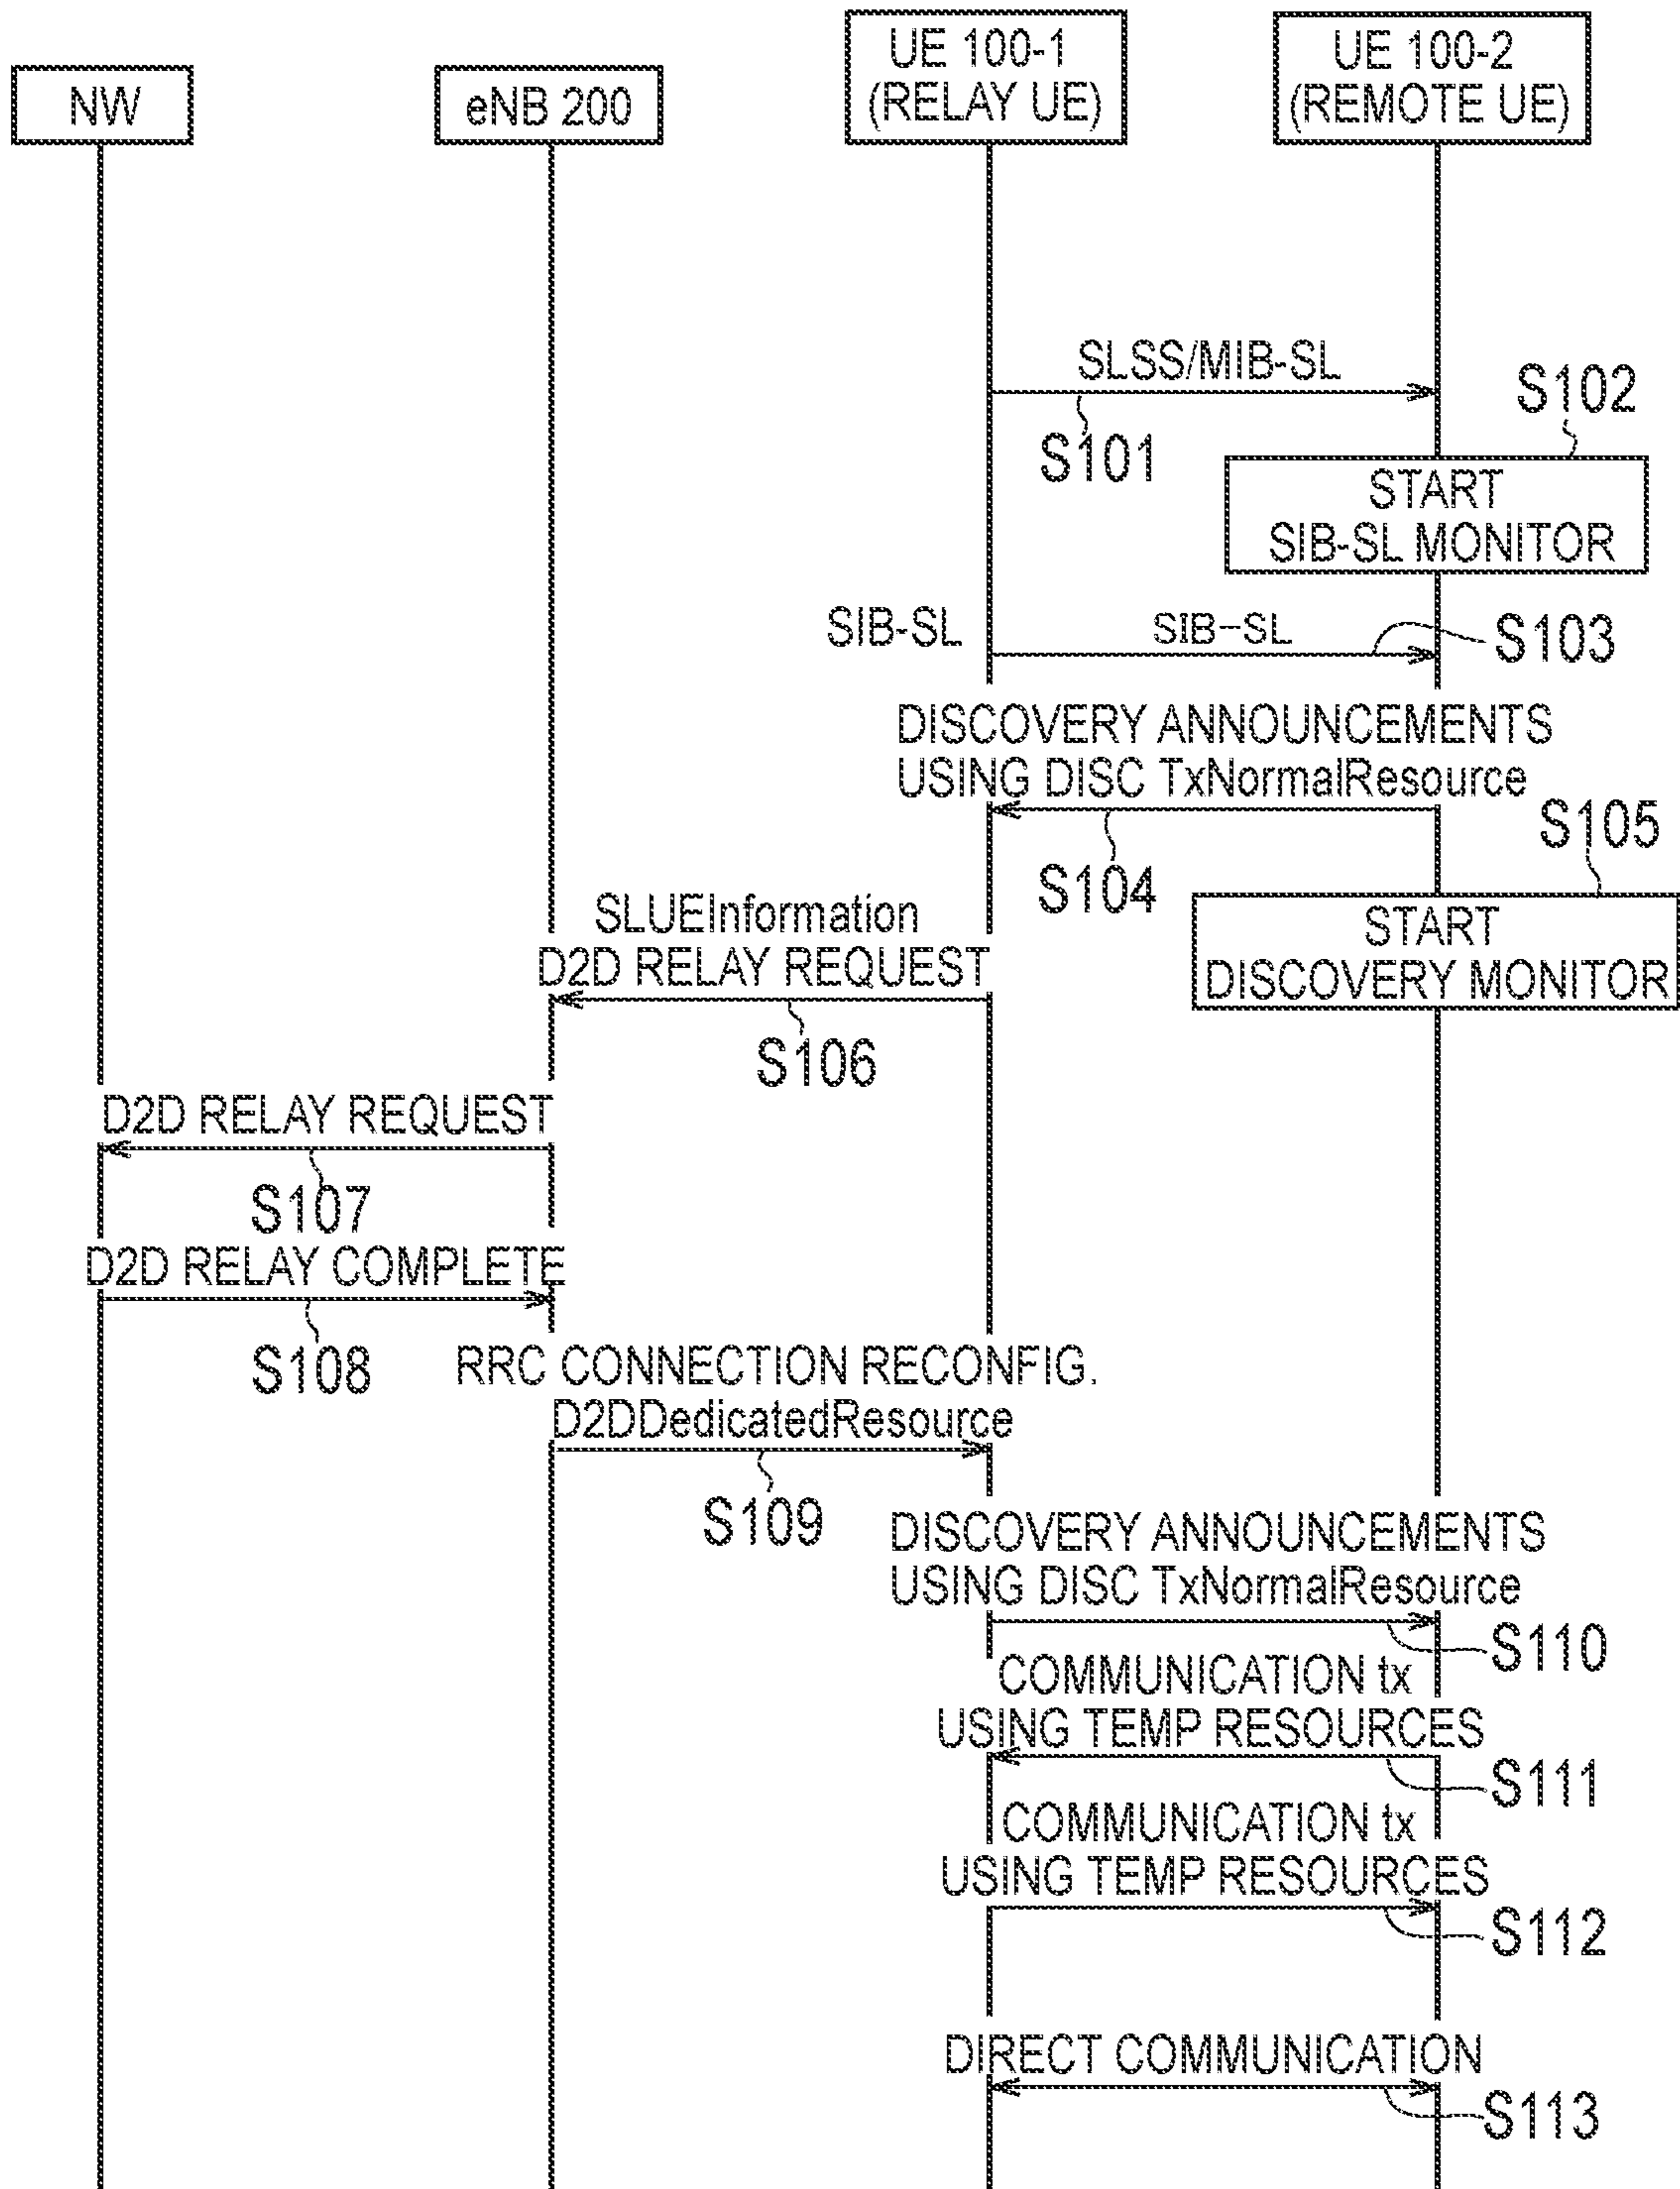 NW
eNB 200
UE 100-1
(RELAY UE)
UE 100-2
(REMOTE UE)
SLSS/MIB-SL
S101
S102
START
SIB-SL MONITOR
SIB-SL
SIB-SL
S103
DISCOVERY ANNOUNCEMENTS
USING DISC TxNormalResource
S104
S105
START
DISCOVERY MONITOR
SLUEInformation
D2D RELAY REQUEST
S106
D2D RELAY REQUEST
S107
D2D RELAY COMPLETE
S108
RRC CONNECTION RECONFIG.
D2DDedicatedResource
S109
DISCOVERY ANNOUNCEMENTS
USING DISC TxNormalResource
S110
COMMUNICATION tx
USING TEMP RESOURCES
S111
COMMUNICATION tx
USING TEMP RESOURCES
S112
DIRECT COMMUNICATION
S113